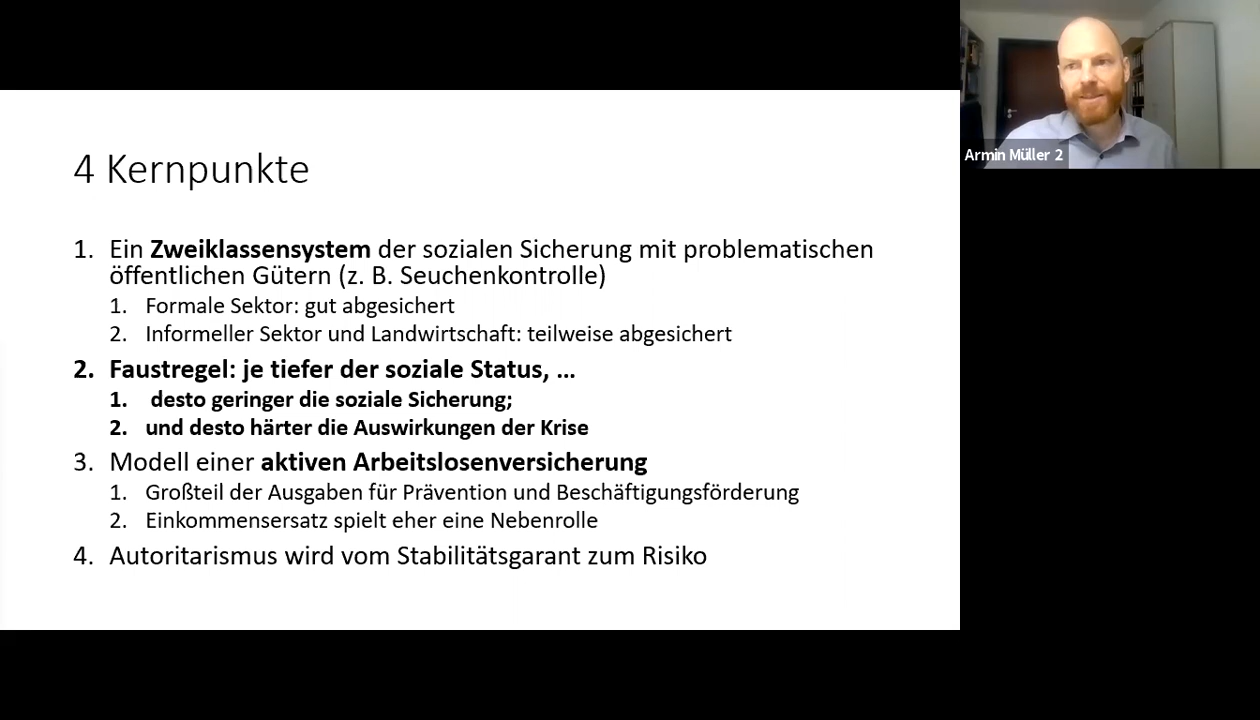 4 Kernpunkte
1. Ein Zweiklassensystem der sozialen Sicherung mit problematischen
öffentlichen Gütern (z. B. Seuchenkontrolle)
1. Formale Sektor: gut abgesichert
2. Informeller Sektor und Landwirtschaft: teilweise abgesichert
2. Faustregel: je tiefer der soziale Status, ...
1. desto geringer die soziale Sicherung;
2. und desto härter die Auswirkungen der Krise
3. Modell einer aktiven Arbeitslosenversicherung
1. Großteil der Ausgaben für Prävention und Beschäftigungsförderung
2. Einkommensersatz spielt eher eine Nebenrolle
4. Autoritarismus wird vom Stabilitätsgarant zum Risiko
Armin Müller 2